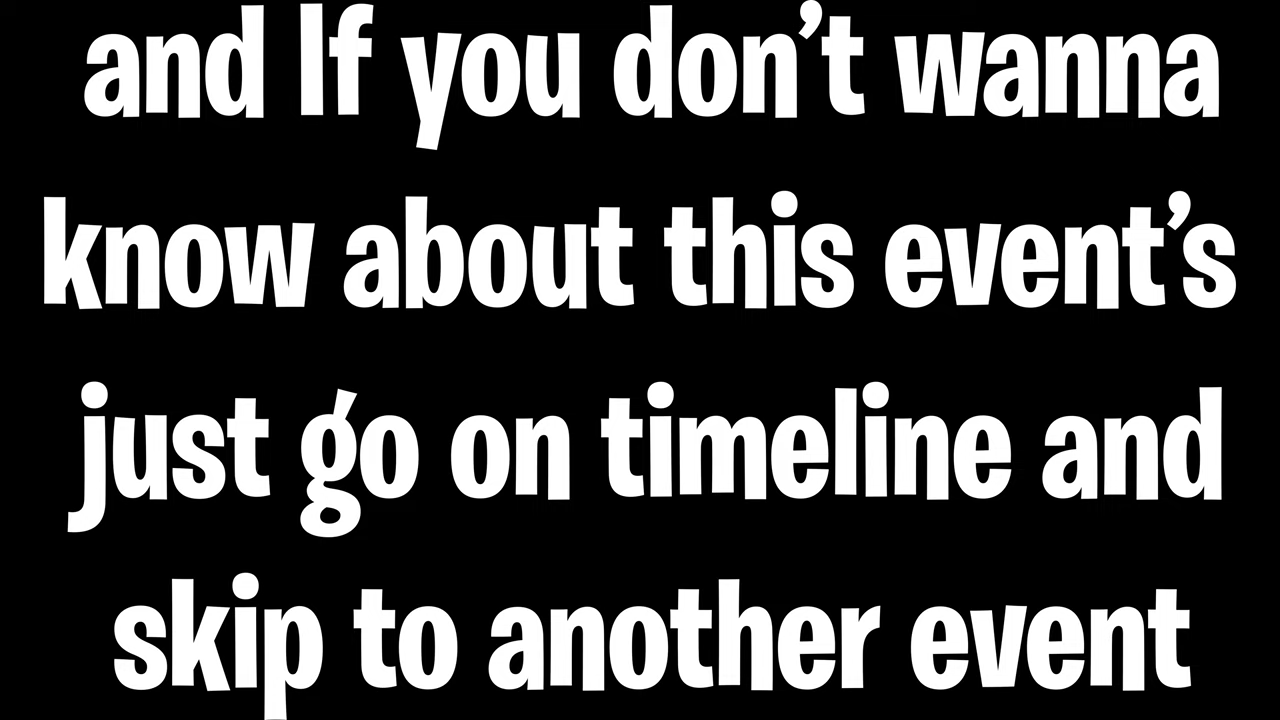 and If you don’t wanna
know about this event’s
just go on timeline and
skip to another event